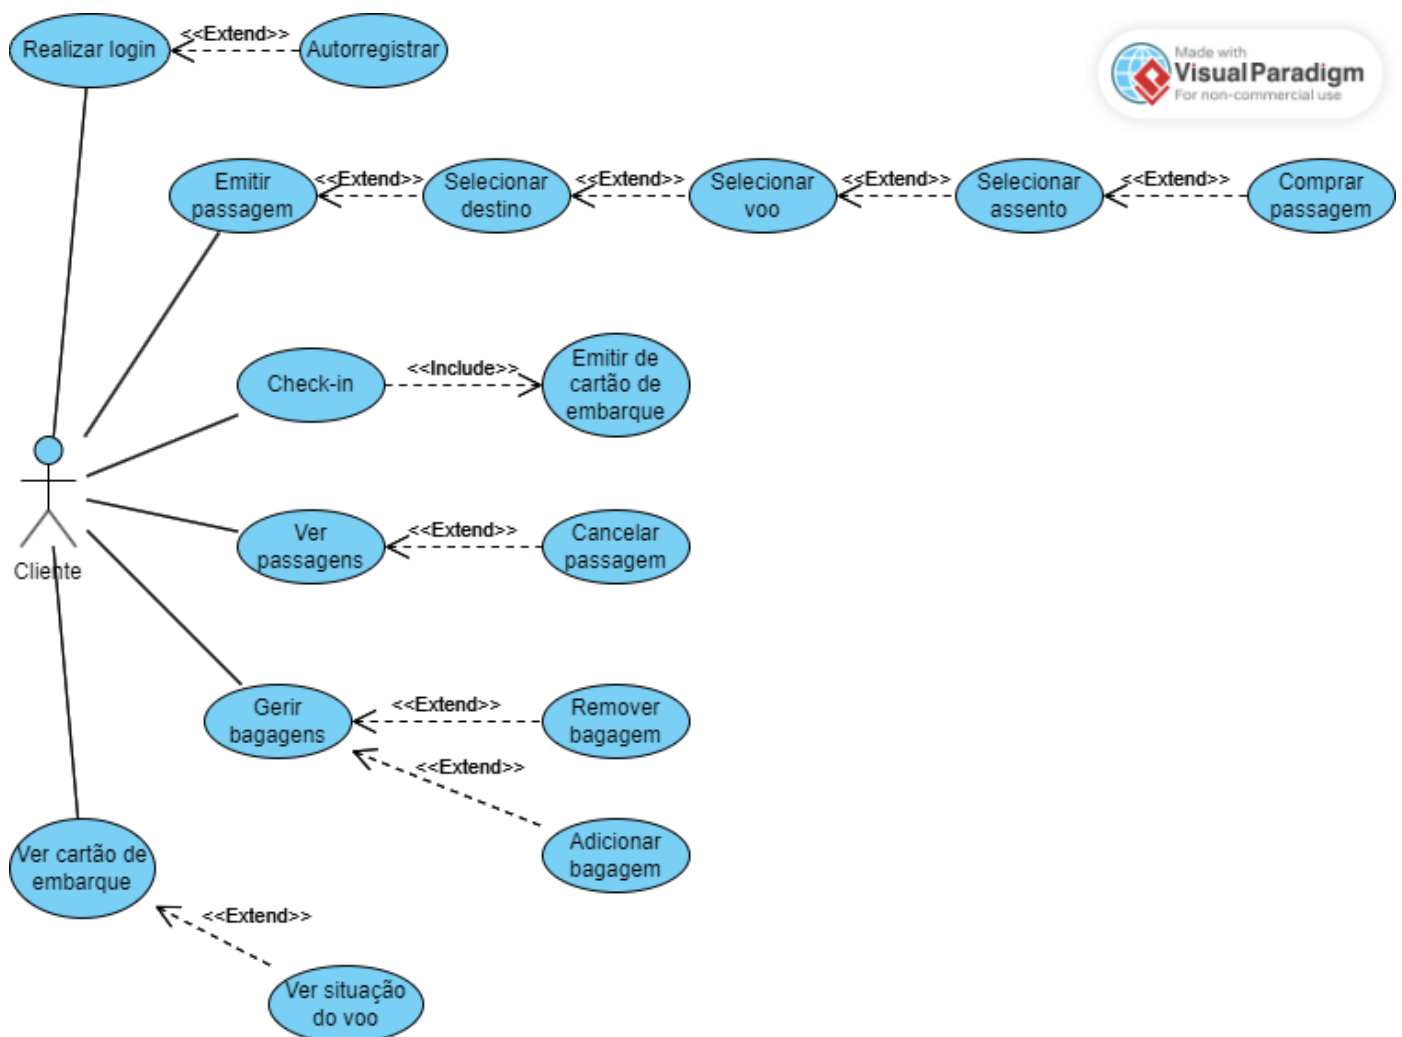 Realizar login
<<Extend>>
Autorregistrar
Made with
Visual Paradigm
For non-commercial use
Emitir
passagem
<<Extend>>
Selecionar
destino
<<Extend>>
Selecionar
voo
<<Extend>>
Selecionar
assento
<<Extend>>
Comprar
passagem
Check-in
<<Include>>
Emitir de
cartão de
embarque
Cliente
Ver
passagens
<<Extend>>
Cancelar
passagem
Gerir
bagagens
<<Extend>>
Remover
bagagem
<<Extend>>
Adicionar
bagagem
Ver cartão de
embarque
<<Extend>>
Ver situação
do voo